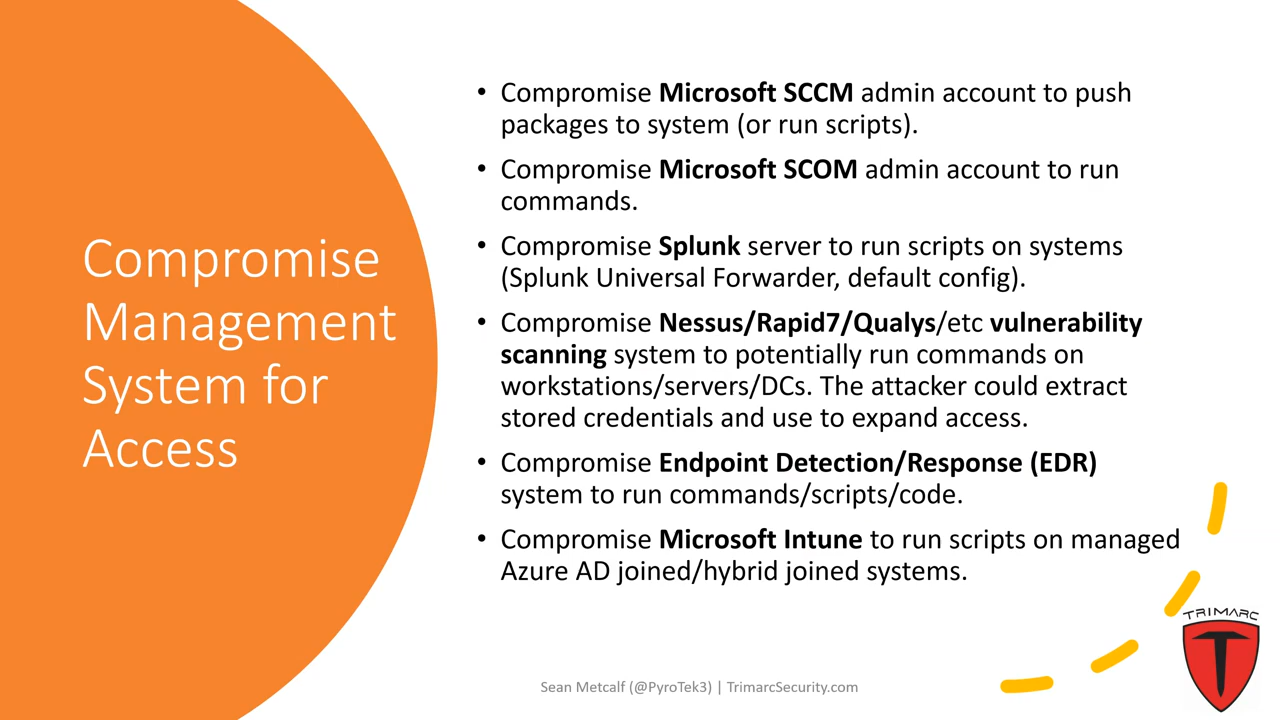 Compromise
Management
System for
Access
• Compromise Microsoft SCCM admin account to push
packages to system (or run scripts).
• Compromise Microsoft SCOM admin account to run
commands.
• Compromise Splunk server to run scripts on systems
(Splunk Universal Forwarder, default config).
• Compromise Nessus/Rapid7/Qualys/etc vulnerability
scanning system to potentially run commands on
workstations/servers/DCs. The attacker could extract
stored credentials and use to expand access.
• Compromise Endpoint Detection/Response (EDR)
system to run commands/scripts/code.
• Compromise Microsoft Intune to run scripts on managed
Azure AD joined/hybrid joined systems.
TRIMARC
Sean Metcalf (@PyroTek3) | TrimarcSecurity.com